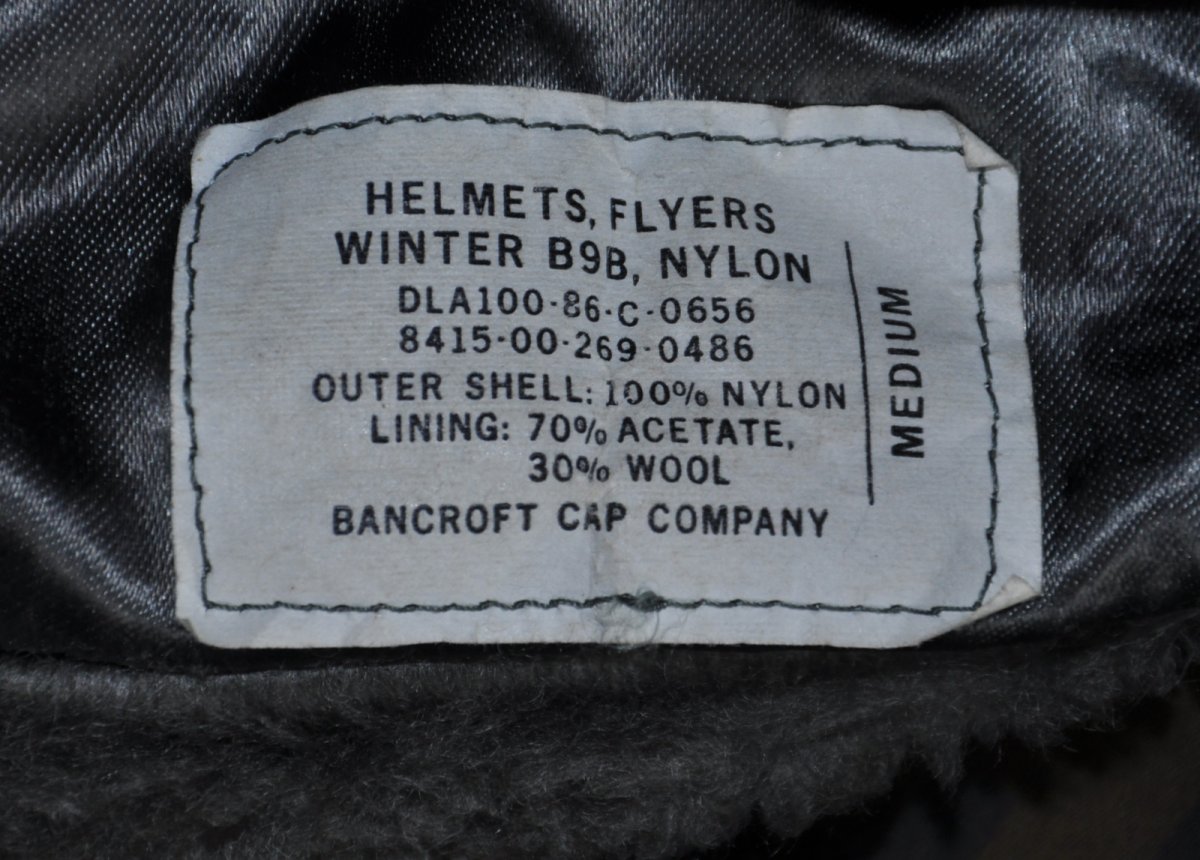 HELMETS, FLYERS
WINTER B9B, NYLON
DLA100-86-C-0656
8415-00-269-0486
OUTER SHELL: 100% NYLON
LINING: 70% ACETATE,
30% WOOL
BANCROFT CAP COMPANY
MEDIUM